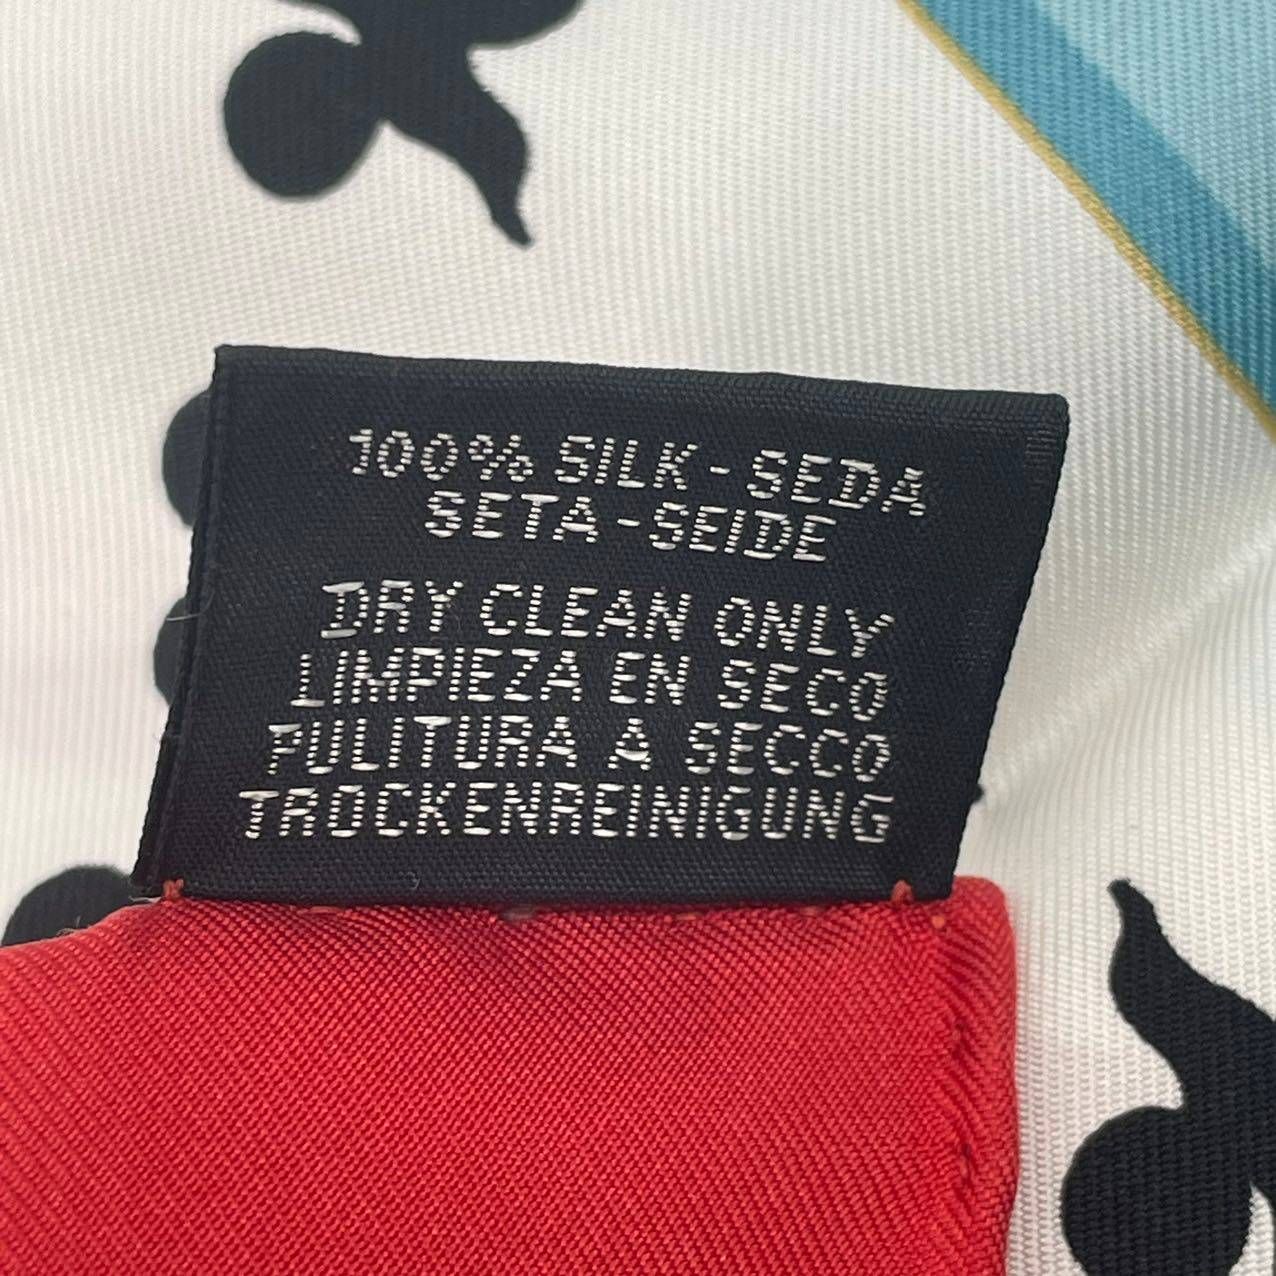 100% SILK - SEDA
SETA - SEIDE
DRY CLEAN ONLY
LIMPIEZA EN SECO
PULITURA A SECCO
TROCKENREINIGUNG